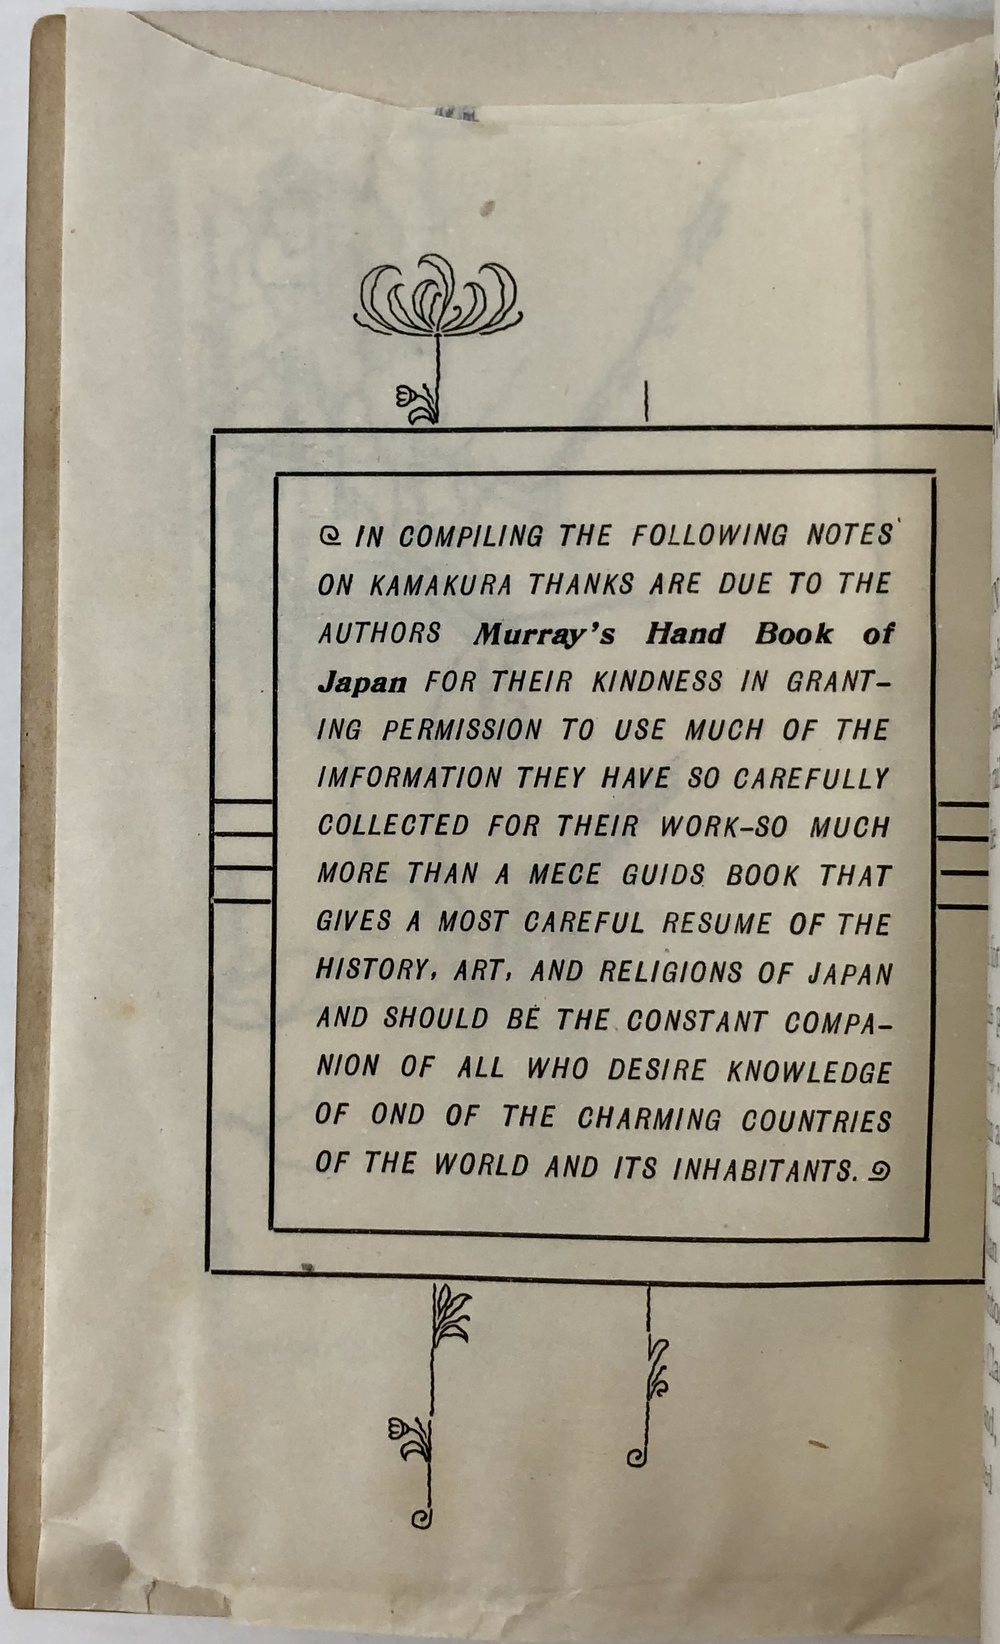 IN COMPILING THE FOLLOWING NOTES
ON KAMAKURA THANKS ARE DUE TO THE
AUTHORS Murray's Hand Book of
Japan FOR THEIR KINDNESS IN GRANT-
ING PERMISSION TO USE MUCH OF THE
IMFORMATION THEY HAVE SO CAREFULLY
COLLECTED FOR THEIR WORK-SO MUCH
MORE THAN A MECE GUIDS BOOK THAT
GIVES A MOST CAREFUL RESUME OF THE
HISTORY, ART, AND RELIGIONS OF JAPAN
AND SHOULD BE THE CONSTANT COMPA-
NION OF ALL WHO DESIRE KNOWLEDGE
OF OND OF THE CHARMING COUNTRIES
OF THE WORLD AND ITS INHABITANTS.